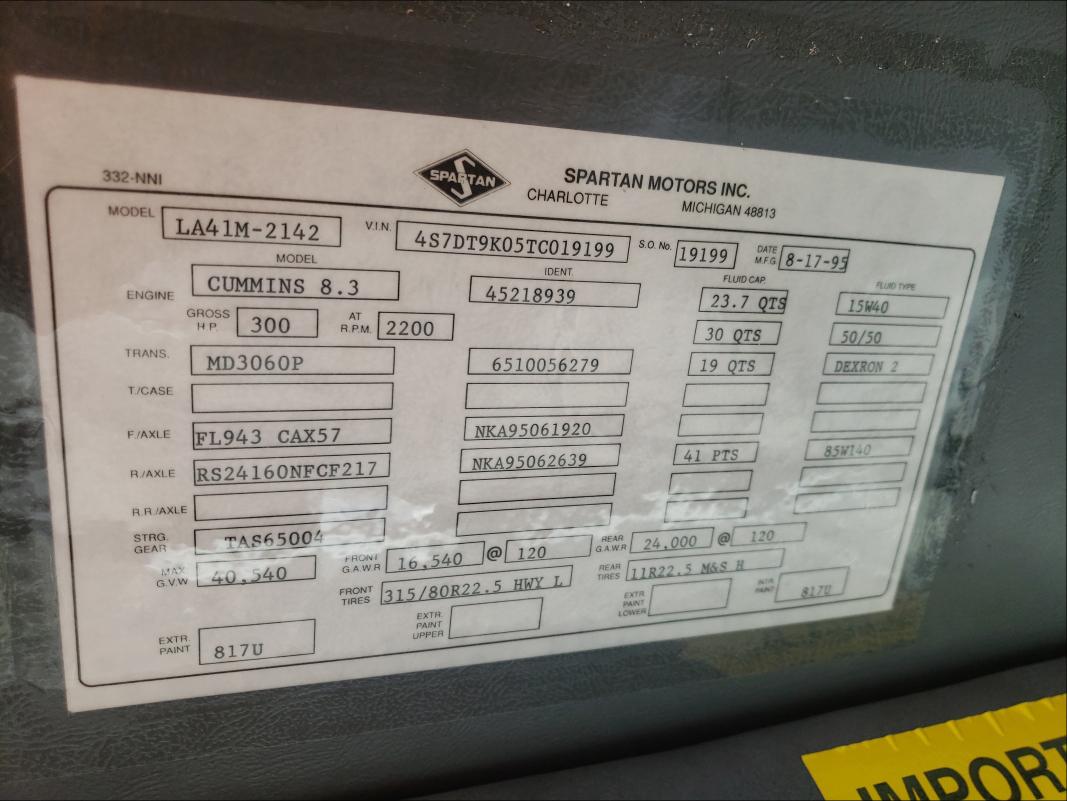 332-NNI
SPARTAN
SPARTAN MOTORS INC.
CHARLOTTE MICHIGAN 48813
MODEL LA41M-2142 V.I.N. 4S7DT9K05TC019199 S.O. No. 19199 DATE M.F.G 8-17-95
MODEL IDENT. FLUID CAP. FLUID TYPE
ENGINE CUMMINS 8.3 45218939 23.7 QTS 15W40
GROSS H.P. 300 AT R.P.M. 2200 30 QTS 50/50
TRANS. MD3060P 6510056279 19 QTS DEXRON 2
T./CASE
F./AXLE FL943 CAX57 NKA95061920
R./AXLE RS24160NFCF217 NKA95062639 41 PTS 85W140
R.R./AXLE
STRG. GEAR TAS65004
MAX G.V.W 40,540 FRONT G.A.W.R 16,540 @ 120 REAR G.A.W.R 24,000 @ 120
FRONT TIRES 315/80R22.5 HWY L REAR TIRES 11R22.5 M&S H
EXTR. PAINT 817U EXTR. PAINT UPPER EXTR. PAINT LOWER INTR. PAINT 817U
IMPORT